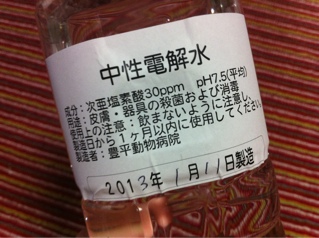 中性電解水
成分：次亜塩素酸30ppm pH7.5(平均)
用途：皮膚・器具の殺菌および消毒
使用上の注意：飲まないように注意し、
製造日から1ヶ月以内に使用してください。
製造者：豊平動物病院
2013年1月11日製造